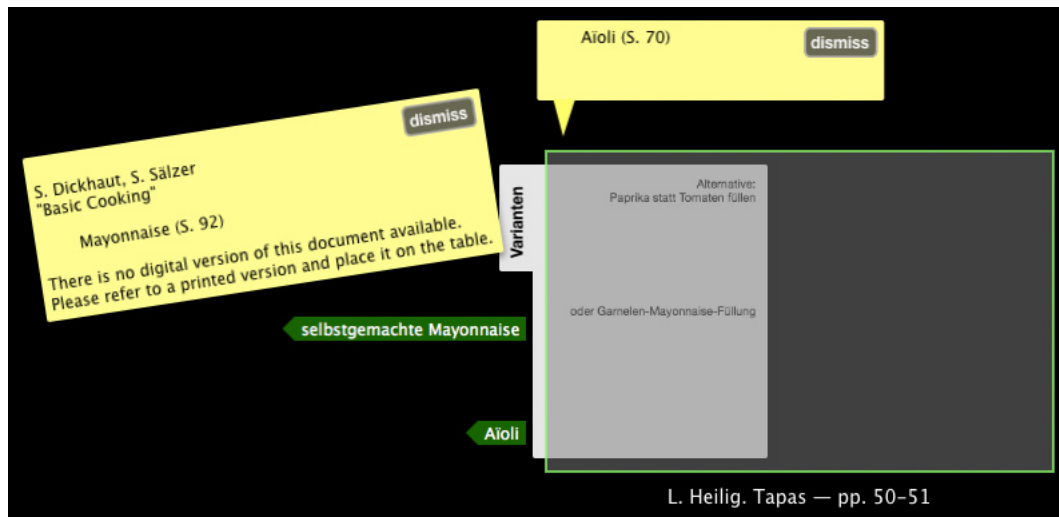 Aïoli (S. 70)
dismiss
dismiss
S. Dickhaut, S. Sälzer
"Basic Cooking"
Mayonnaise (S. 92)
There is no digital version of this document available.
Please refer to a printed version and place it on the table.
Varianten
Alternative:
Paprika statt Tomaten füllen
oder Garnelen-Mayonnaise-Füllung
selbstgemachte Mayonnaise
Aïoli
L. Heilig. Tapas — pp. 50–51